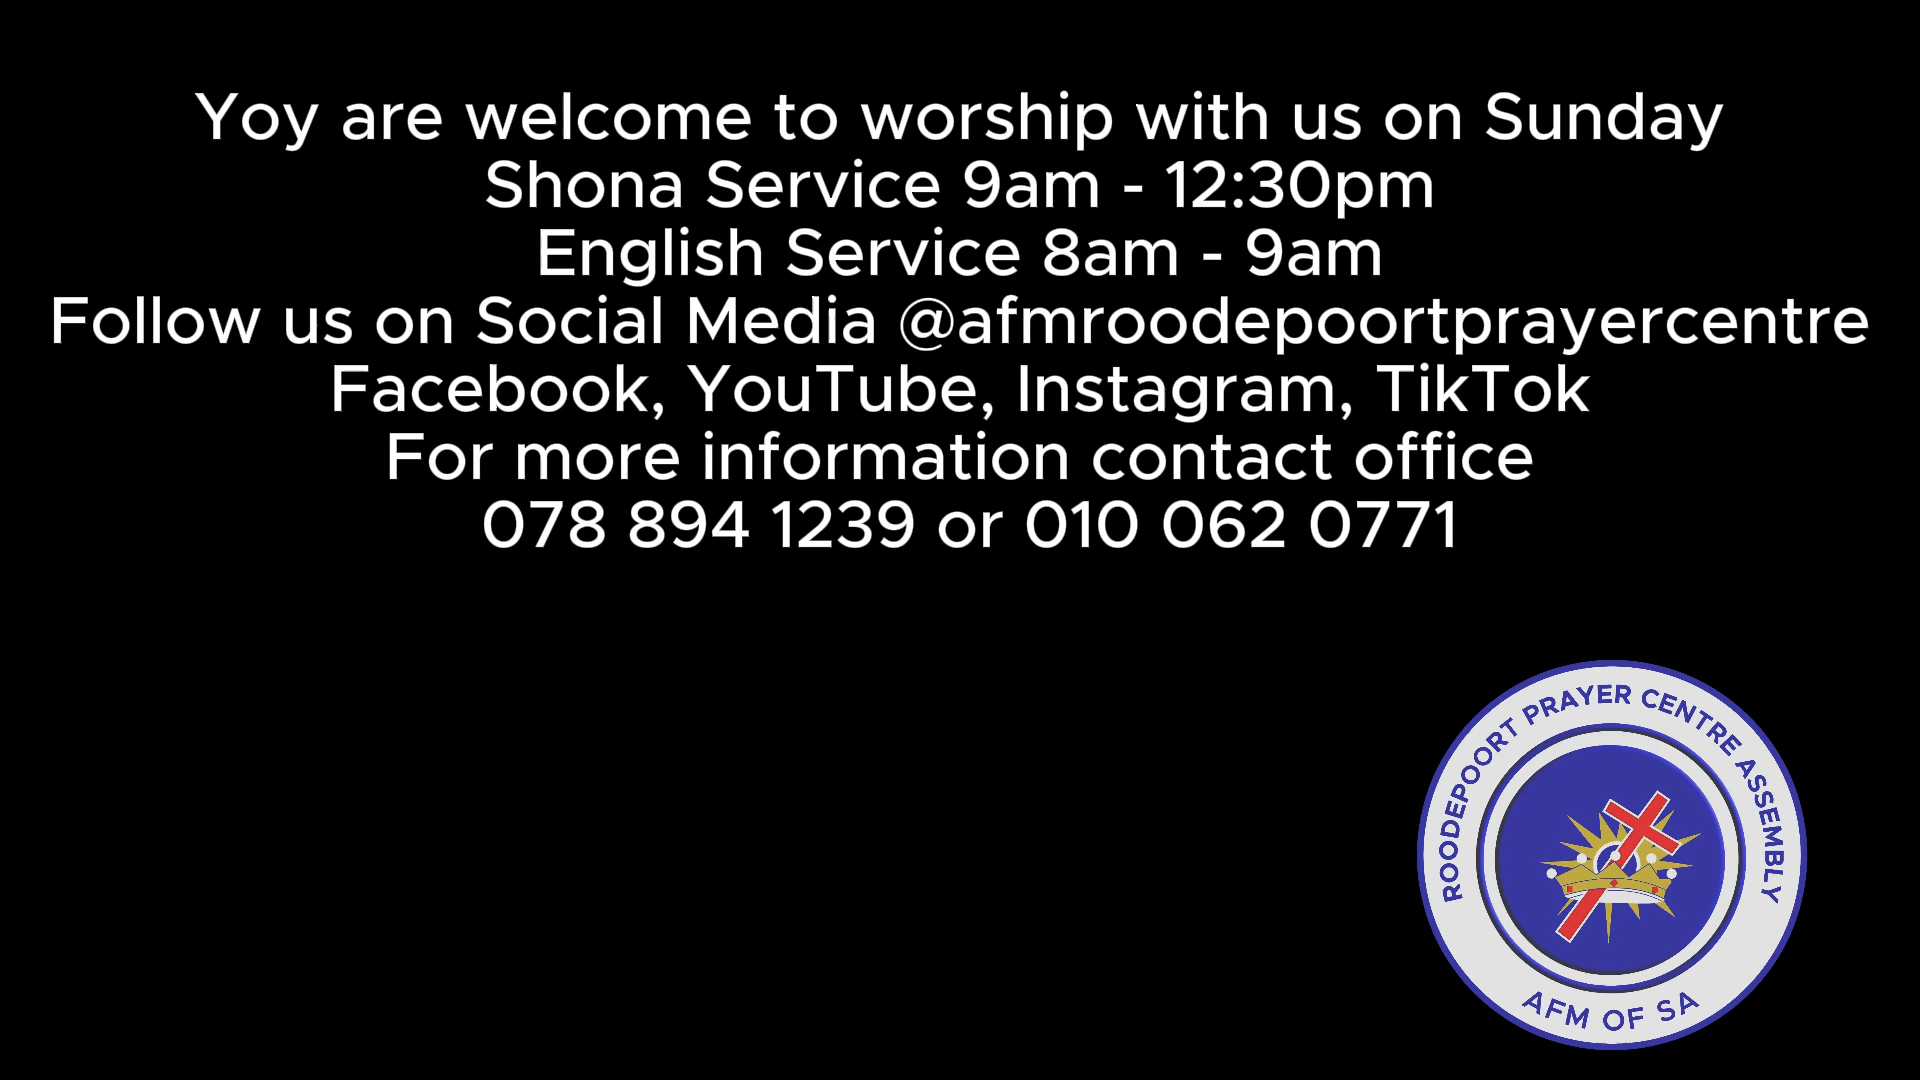 Yoy are welcome to worship with us on Sunday
Shona Service 9am - 12:30pm
English Service 8am - 9am
Follow us on Social Media @afmroodepoortprayercentre
Facebook, YouTube, Instagram, TikTok
For more information contact office
078 894 1239 or 010 062 0771
ROODEPOORT PRAYER CENTRE ASSEMBLY
AFM OF SA